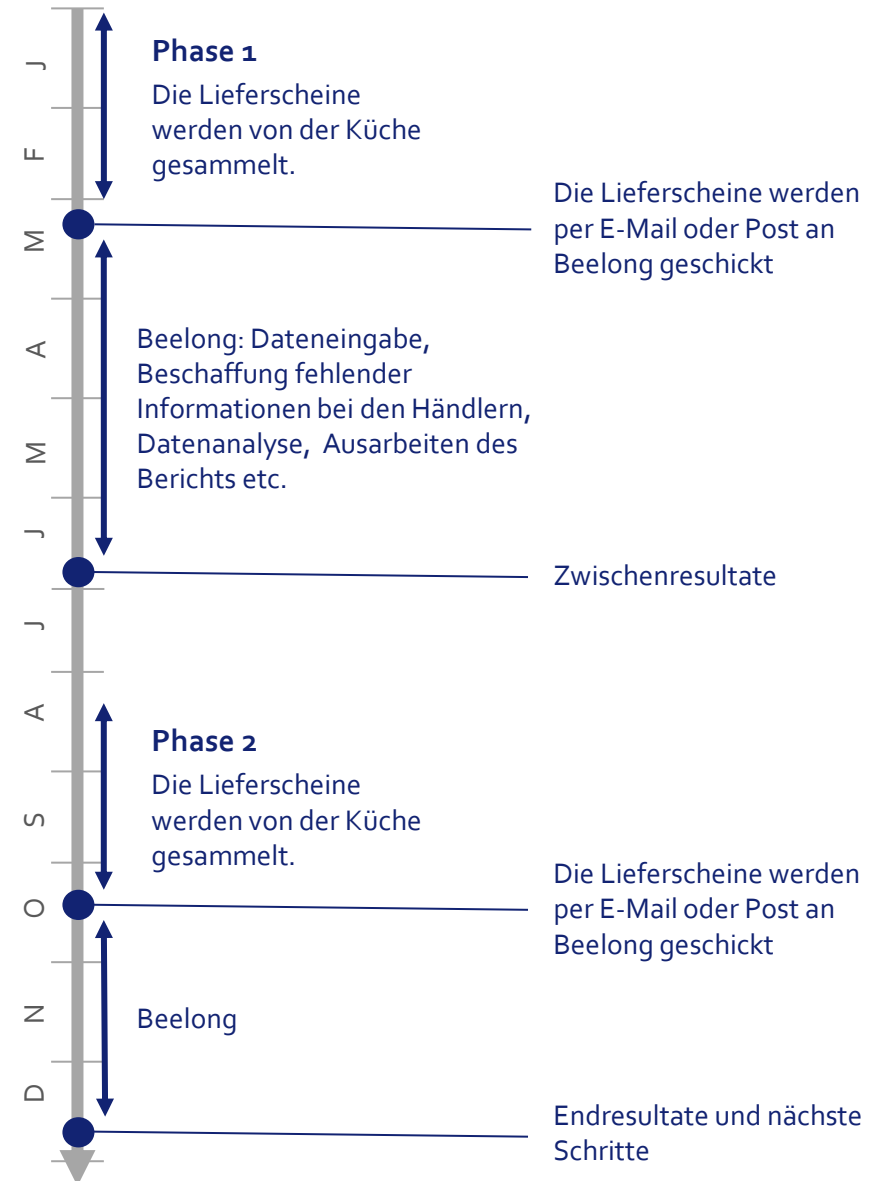 J
Phase 1
Die Lieferscheine
werden von der Küche
gesammelt.
F
M
Die Lieferscheine werden
per E-Mail oder Post an
Beelong geschickt
A
Beelong: Dateneingabe,
Beschaffung fehlender
Informationen bei den Händlern,
Datenanalyse, Ausarbeiten des
Berichts etc.
M
J
Zwischenresultate
J
A
Phase 2
Die Lieferscheine
werden von der Küche
gesammelt.
S
O
Die Lieferscheine werden
per E-Mail oder Post an
Beelong geschickt
N
Beelong
D
Endresultate und nächste
Schritte